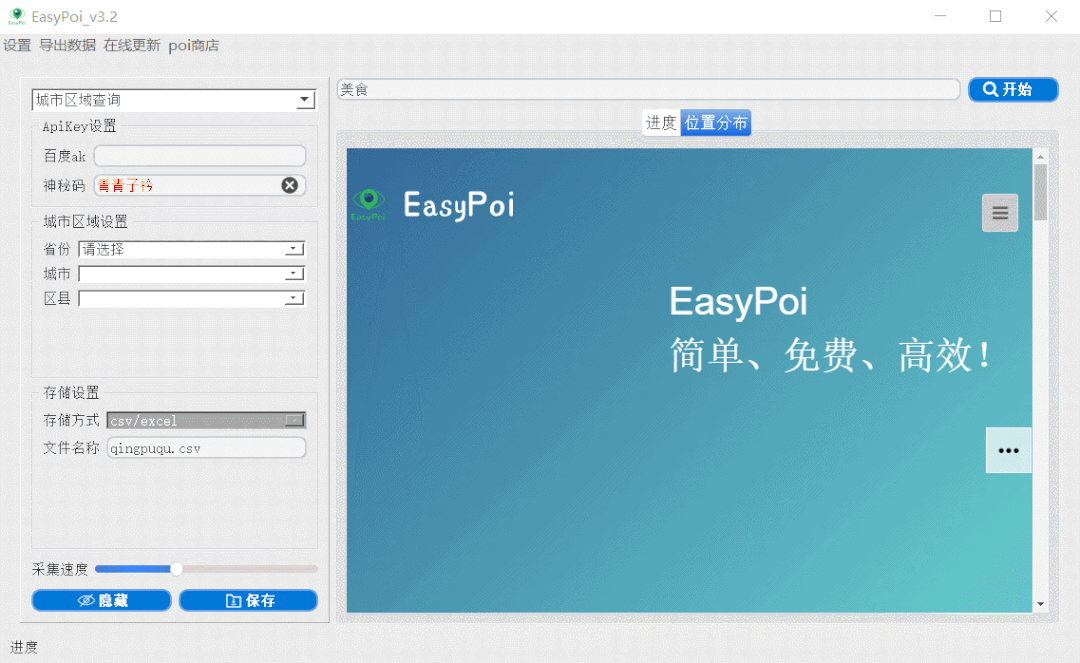 EasyPoi_v3.2
设置 导出数据 在线更新 poi商店
城市区域查询
ApiKey设置
百度ak
神秘码 青青子衿
城市区域设置
省份 请选择
城市
区县
存储设置
存储方式 csv/excel
文件名称 qingpuqu.csv
采集速度
隐藏 保存
美食 开始
进度 位置分布
EasyPoi EasyPoi
EasyPoi
简单、免费、高效！
进度